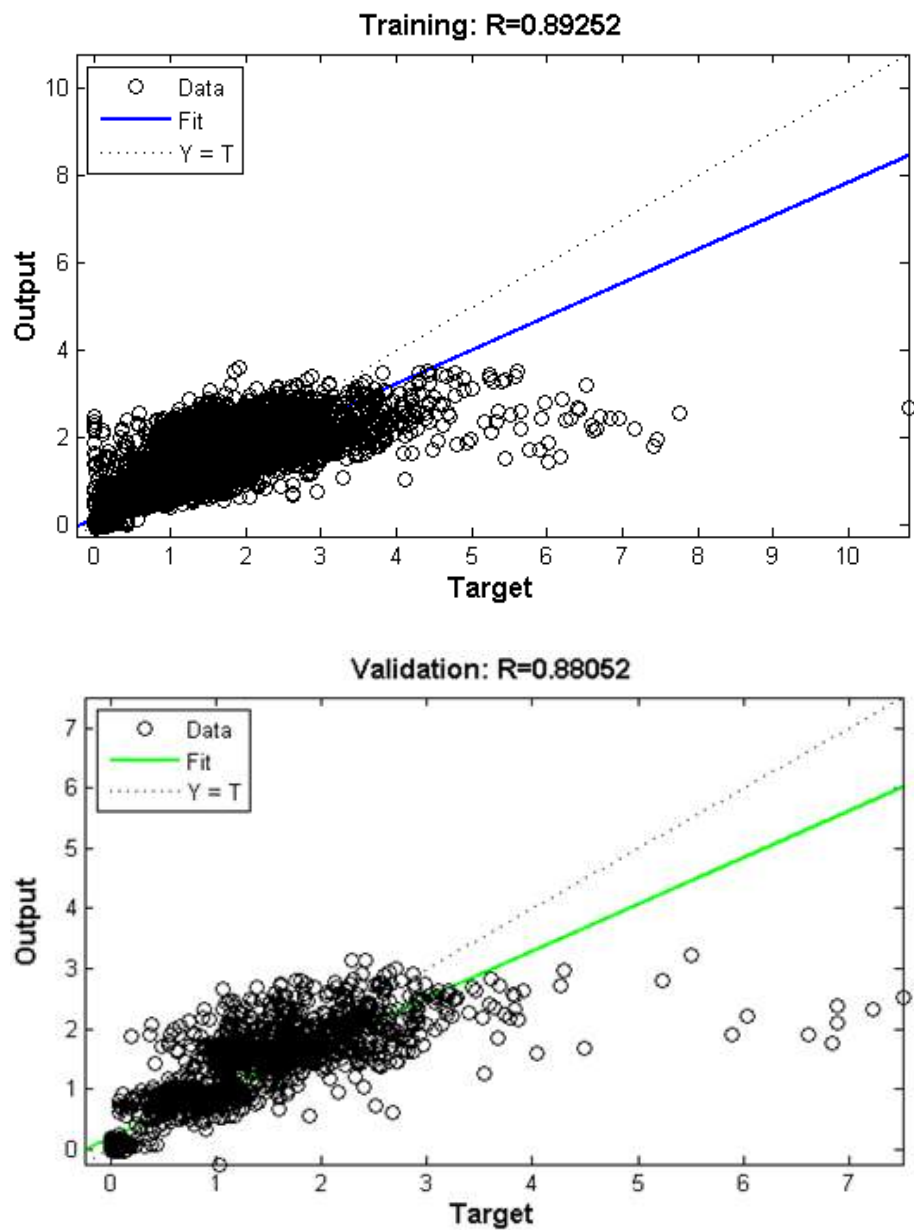 Training: R=0.89252
Data
Fit
Y = T
Output
10
8
6
4
2
0
0 1 2 3 4 5 6 7 8 9 10
Target
Validation: R=0.88052
Data
Fit
Y = T
Output
7
6
5
4
3
2
1
0
0 1 2 3 4 5 6 7
Target